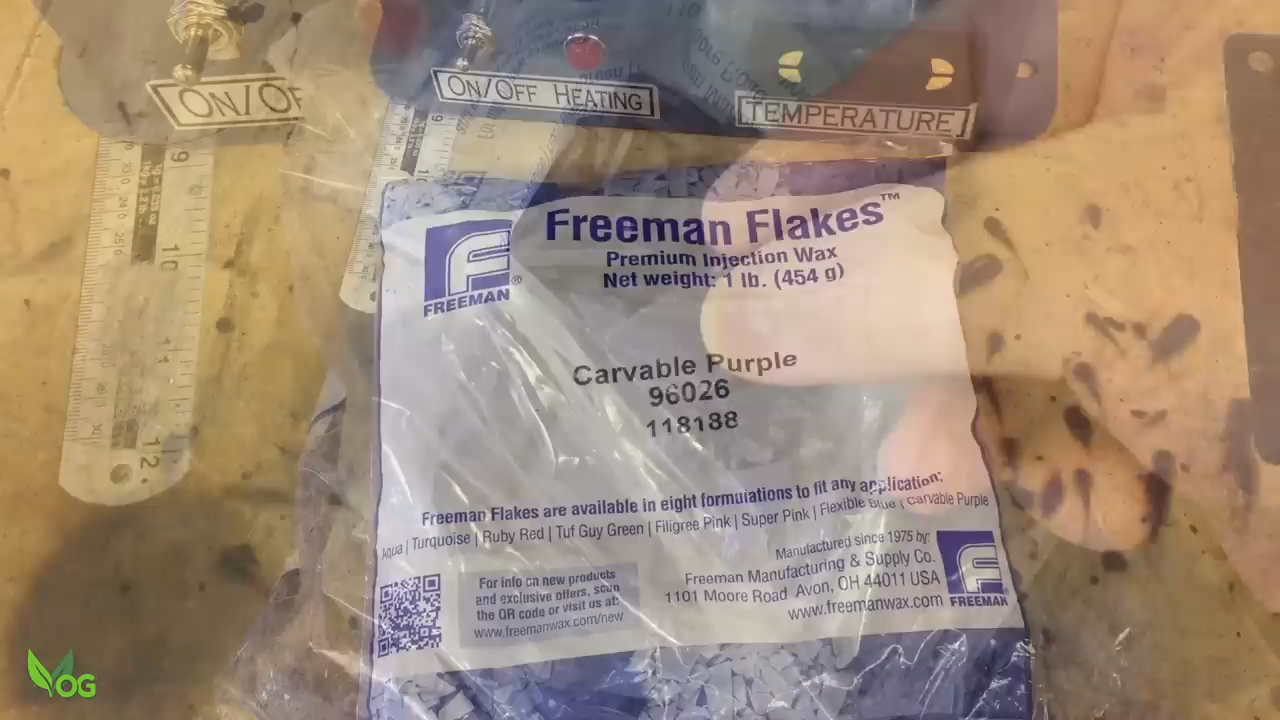 ON/OF
ON/OFF HEATING
TEMPERATURE
9
10
11
12
Freeman Flakes™
Premium Injection Wax
Net weight: 1 lb. (454 g)
FREEMAN®
Carvable Purple
96026
118188
Freeman Flakes are available in eight formulations to fit any application:
Aqua | Turquoise | Ruby Red | Tuf Guy Green | Filigree Pink | Super Pink | Flexible Blue | Carvable Purple
For info on new products
and exclusive offers, scan
the QR code or visit us at:
www.freemanwax.com/new
Manufactured since 1975 by:
Freeman Manufacturing & Supply Co.
1101 Moore Road Avon, OH 44011 USA
www.freemanwax.com
FREEMAN
OG